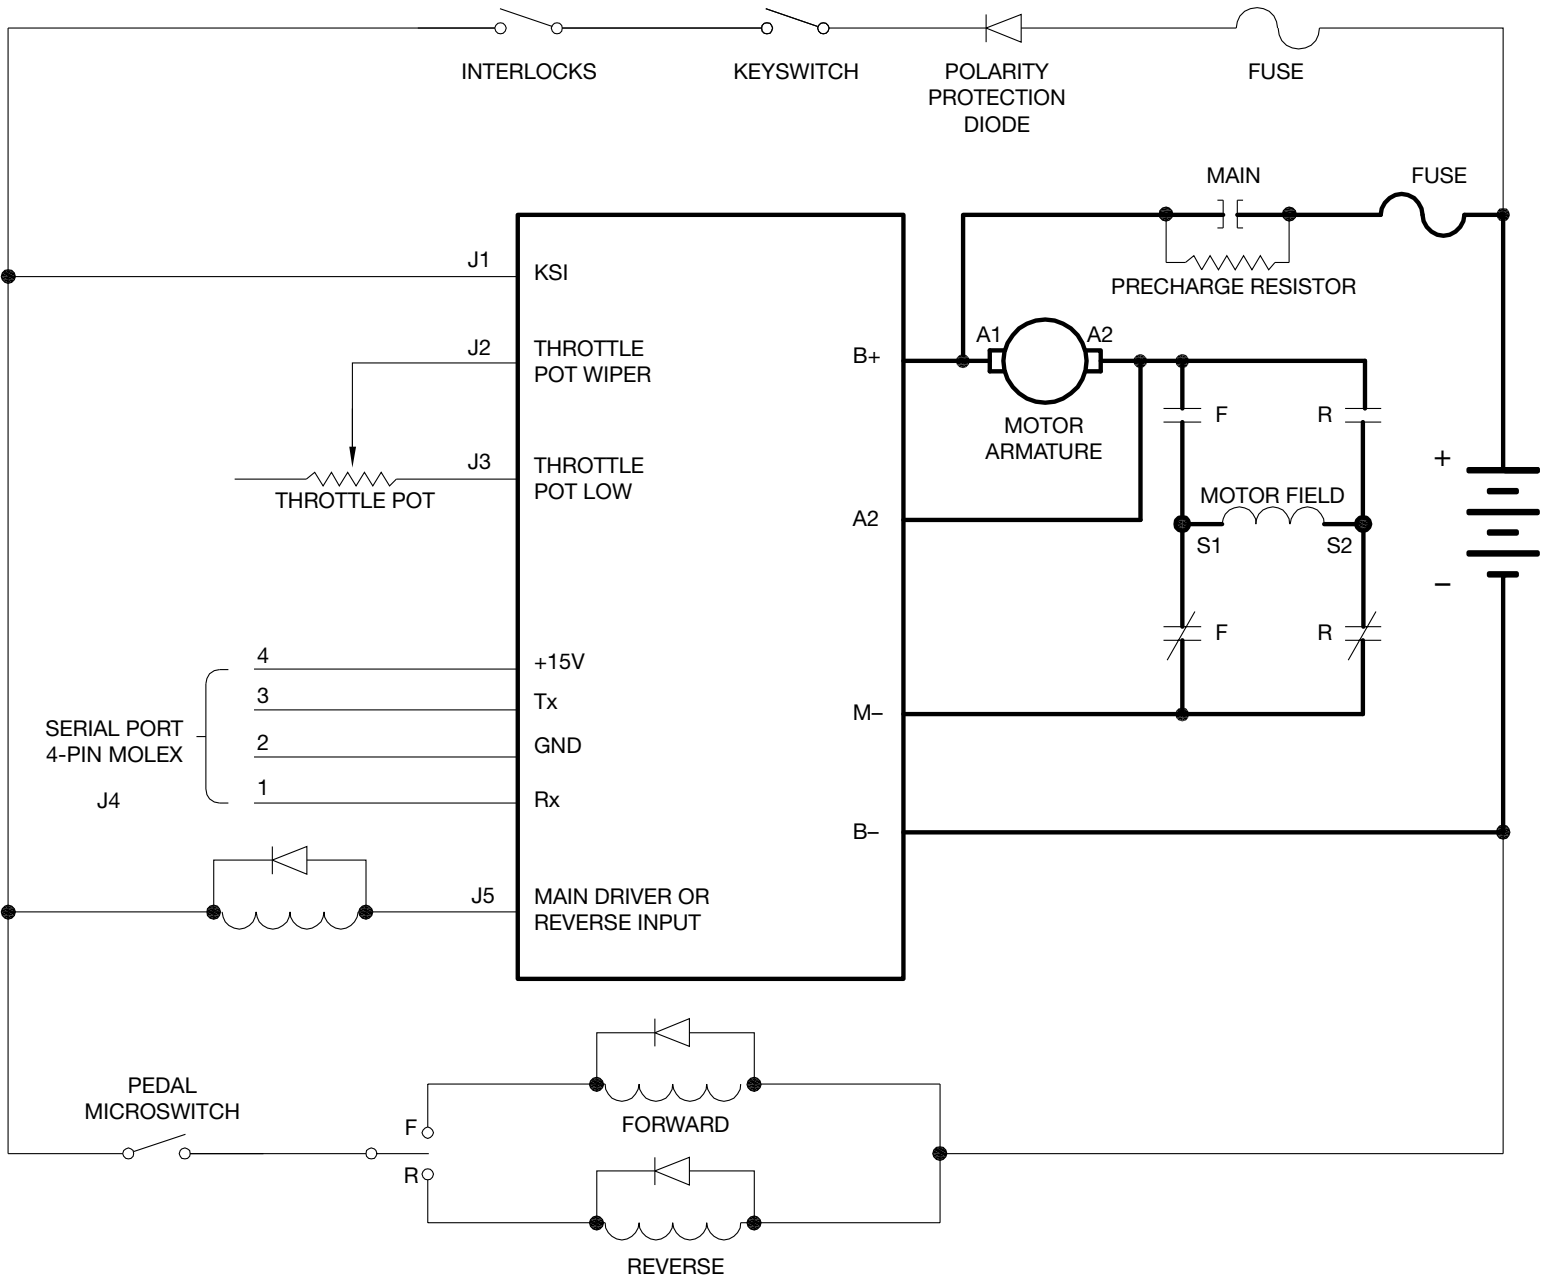 INTERLOCKS
KEYSWITCH
POLARITY
PROTECTION
DIODE
FUSE
MAIN
FUSE
PRECHARGE RESISTOR
J1
KSI
J2
THROTTLE
POT WIPER
J3
THROTTLE
POT LOW
THROTTLE POT
B+
A1
A2
MOTOR
ARMATURE
F
R
MOTOR FIELD
S1
S2
A2
+
–
F
R
M–
B–
SERIAL PORT
4-PIN MOLEX
J4
4
+15V
3
Tx
2
GND
1
Rx
J5
MAIN DRIVER OR
REVERSE INPUT
PEDAL
MICROSWITCH
F
R
FORWARD
REVERSE